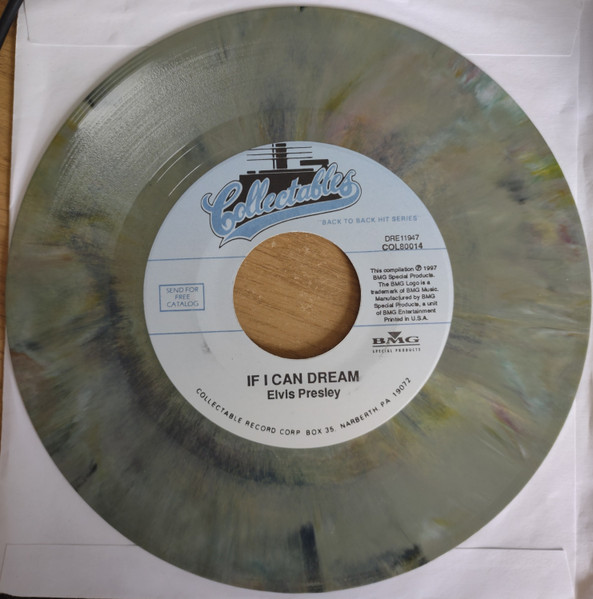 Collectables
"BACK TO BACK HIT SERIES"
DRE11947
COL80014
SEND FOR
FREE
CATALOG
This compilation ℗ 1997
BMG Special Products.
The BMG Logo is a
trademark of BMG Music.
Manufactured by BMG
Special Products, a unit
of BMG Entertainment
Printed in U.S.A.
BMG
SPECIAL PRODUCTS
IF I CAN DREAM
Elvis Presley
COLLECTABLE RECORD CORP. BOX 35, NARBERTH, PA 19072